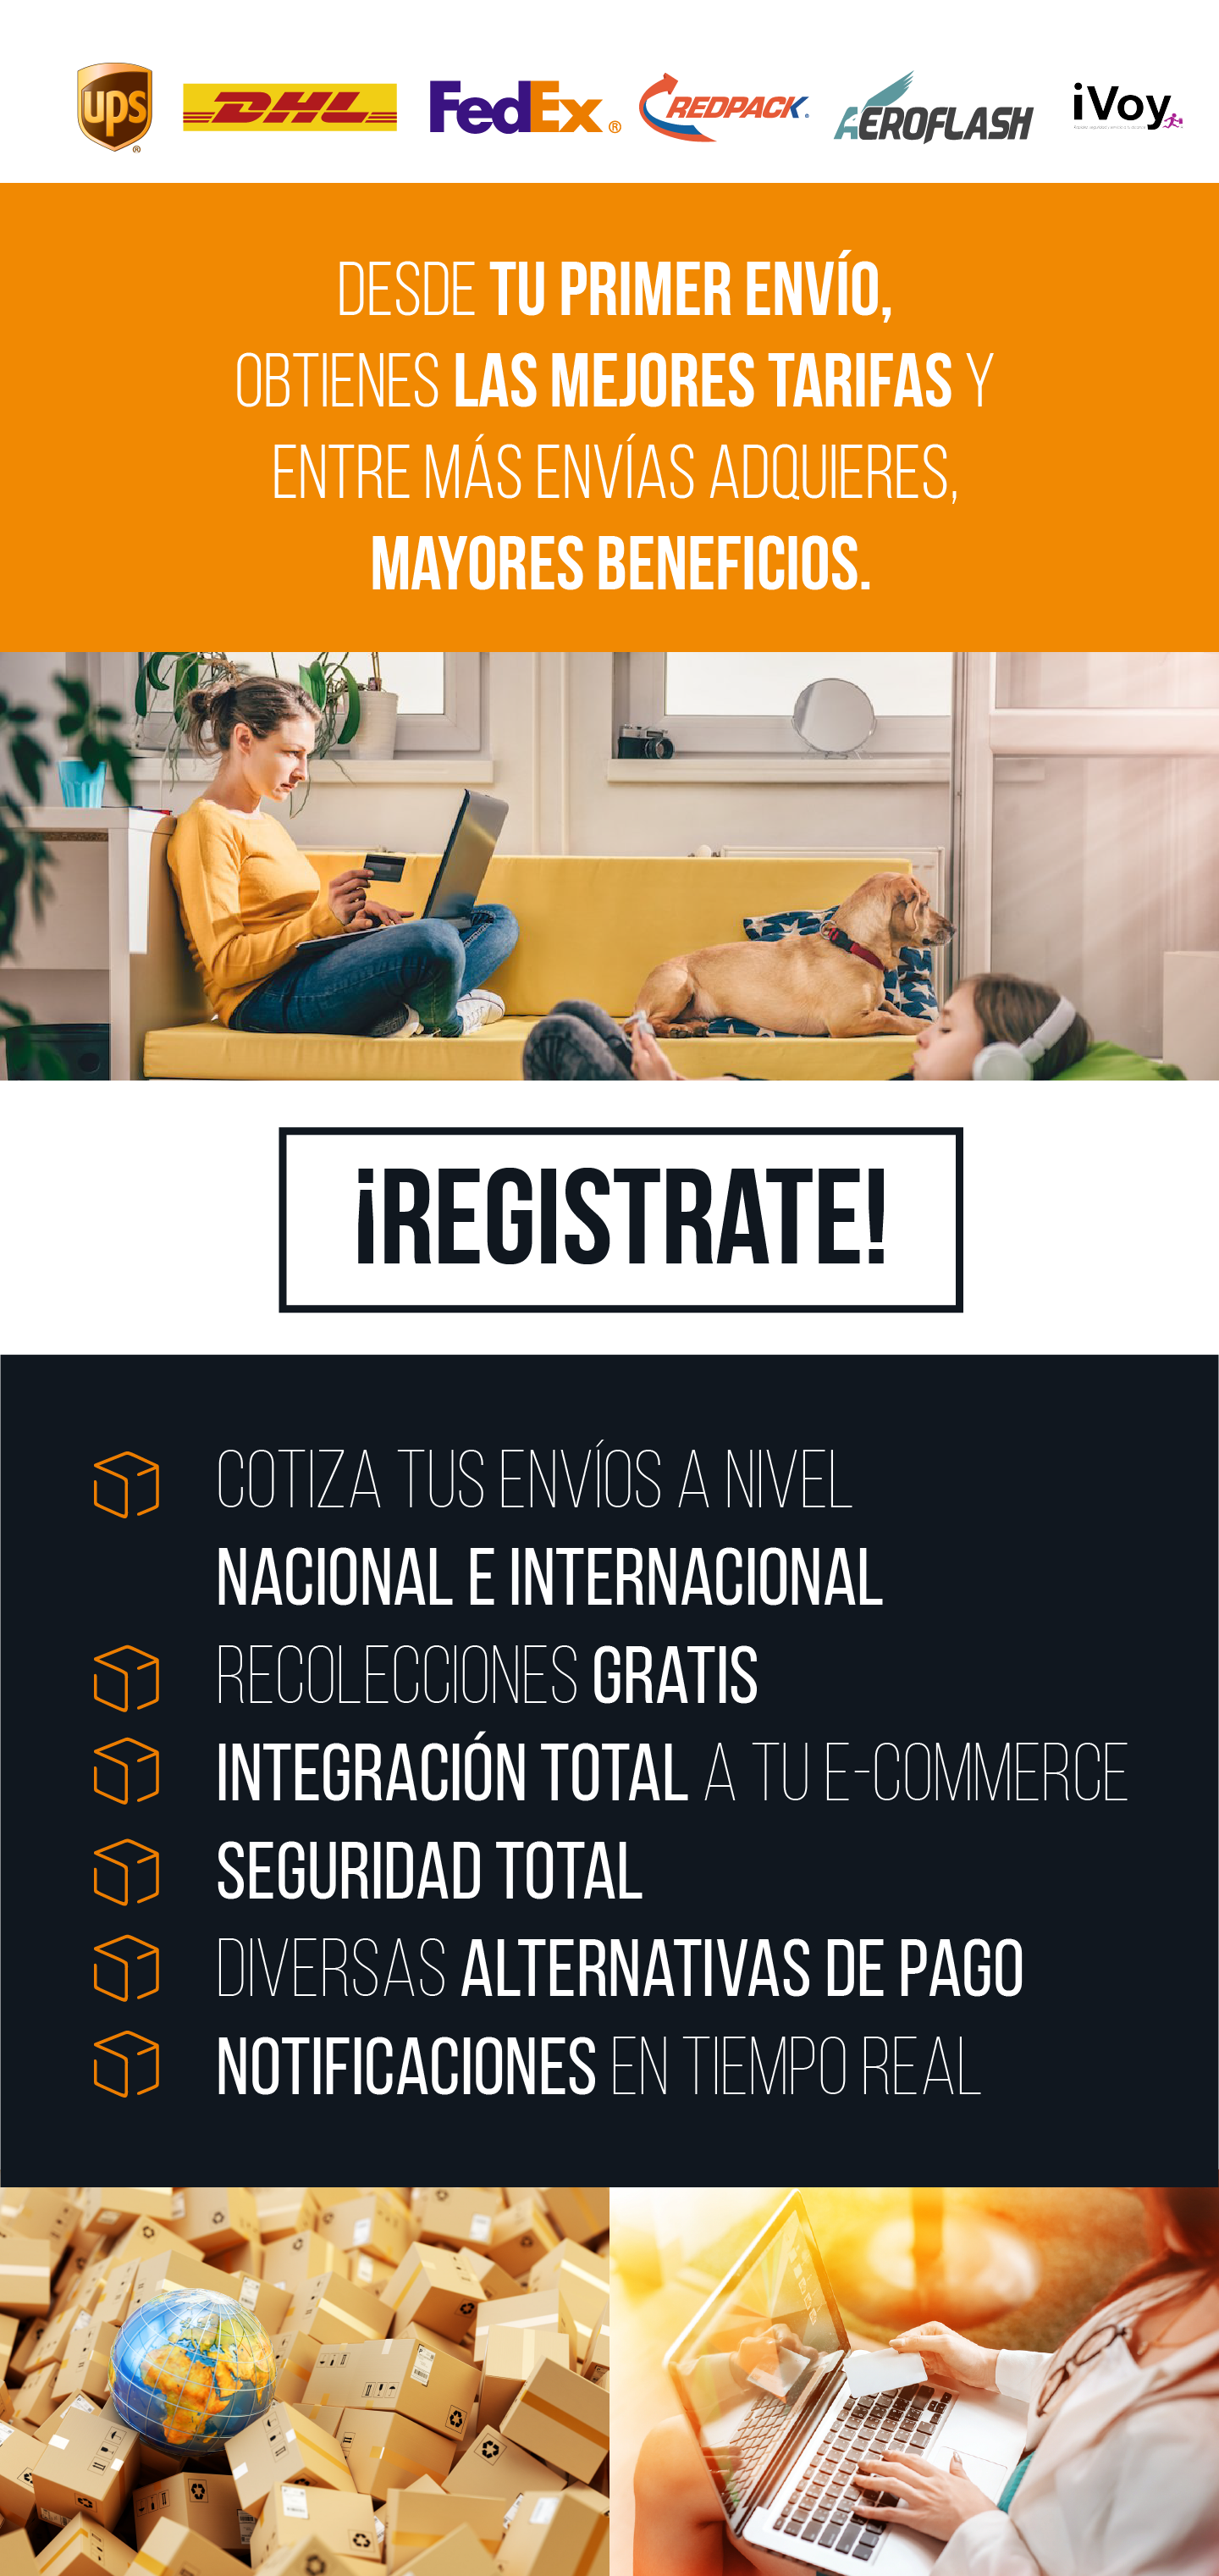 ups
DHL
FedEx®
REDPACK.
AEROFLASH
iVoy
DESDE TU PRIMER ENVÍO,
OBTIENES LAS MEJORES TARIFAS Y
ENTRE MÁS ENVÍAS ADQUIERES,
MAYORES BENEFICIOS.
¡REGISTRATE!
COTIZA TUS ENVÍOS A NIVEL
NACIONAL E INTERNACIONAL
RECOLECCIONES GRATIS
INTEGRACIÓN TOTAL A TU E-COMMERCE
SEGURIDAD TOTAL
DIVERSAS ALTERNATIVAS DE PAGO
NOTIFICACIONES EN TIEMPO REAL